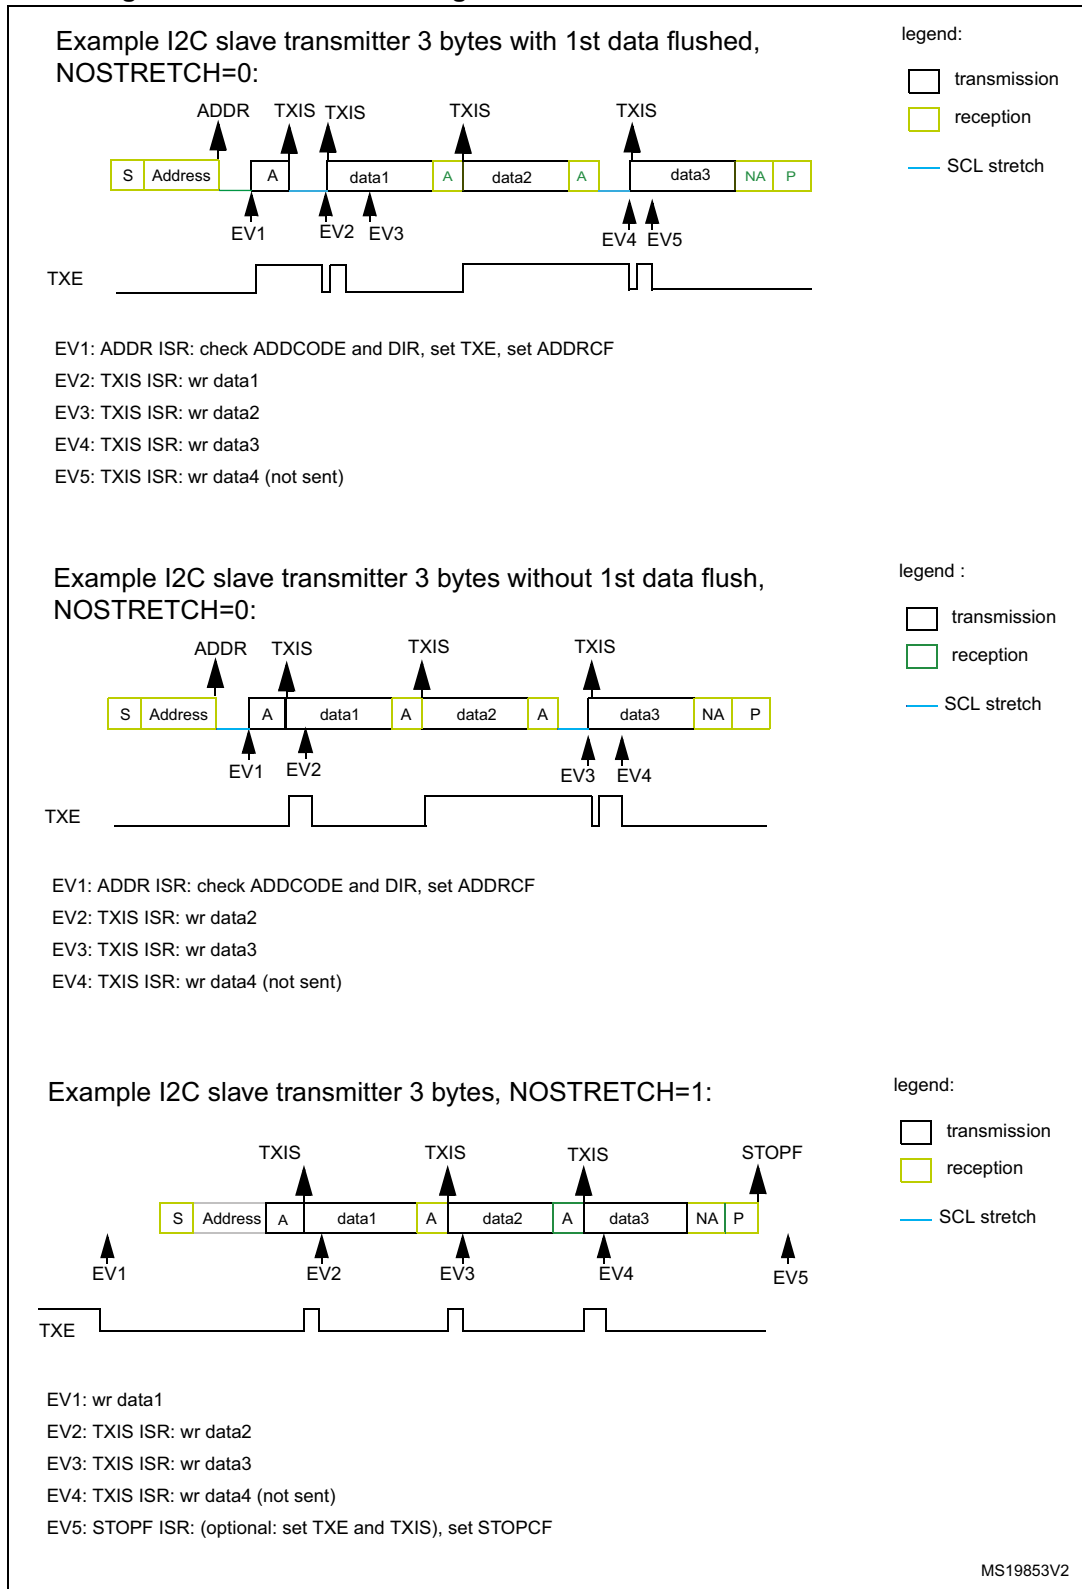 Example I2C slave transmitter 3 bytes with 1st data flushed,
NOSTRETCH=0:
legend:
transmission
reception
SCL stretch
ADDR TXIS TXIS TXIS TXIS
S Address A data1 A data2 A data3 NA P
EV1 EV2 EV3 EV4 EV5
TXE
EV1: ADDR ISR: check ADDCODE and DIR, set TXE, set ADDRCF
EV2: TXIS ISR: wr data1
EV3: TXIS ISR: wr data2
EV4: TXIS ISR: wr data3
EV5: TXIS ISR: wr data4 (not sent)
Example I2C slave transmitter 3 bytes without 1st data flush,
NOSTRETCH=0:
legend :
transmission
reception
SCL stretch
ADDR TXIS TXIS TXIS
S Address A data1 A data2 A data3 NA P
EV1 EV2 EV3 EV4
TXE
EV1: ADDR ISR: check ADDCODE and DIR, set ADDRCF
EV2: TXIS ISR: wr data2
EV3: TXIS ISR: wr data3
EV4: TXIS ISR: wr data4 (not sent)
Example I2C slave transmitter 3 bytes, NOSTRETCH=1:
legend:
transmission
reception
SCL stretch
TXIS TXIS TXIS STOPF
S Address A data1 A data2 A data3 NA P
EV1 EV2 EV3 EV4 EV5
TXE
EV1: wr data1
EV2: TXIS ISR: wr data2
EV3: TXIS ISR: wr data3
EV4: TXIS ISR: wr data4 (not sent)
EV5: STOPF ISR: (optional: set TXE and TXIS), set STOPCF
MS19853V2